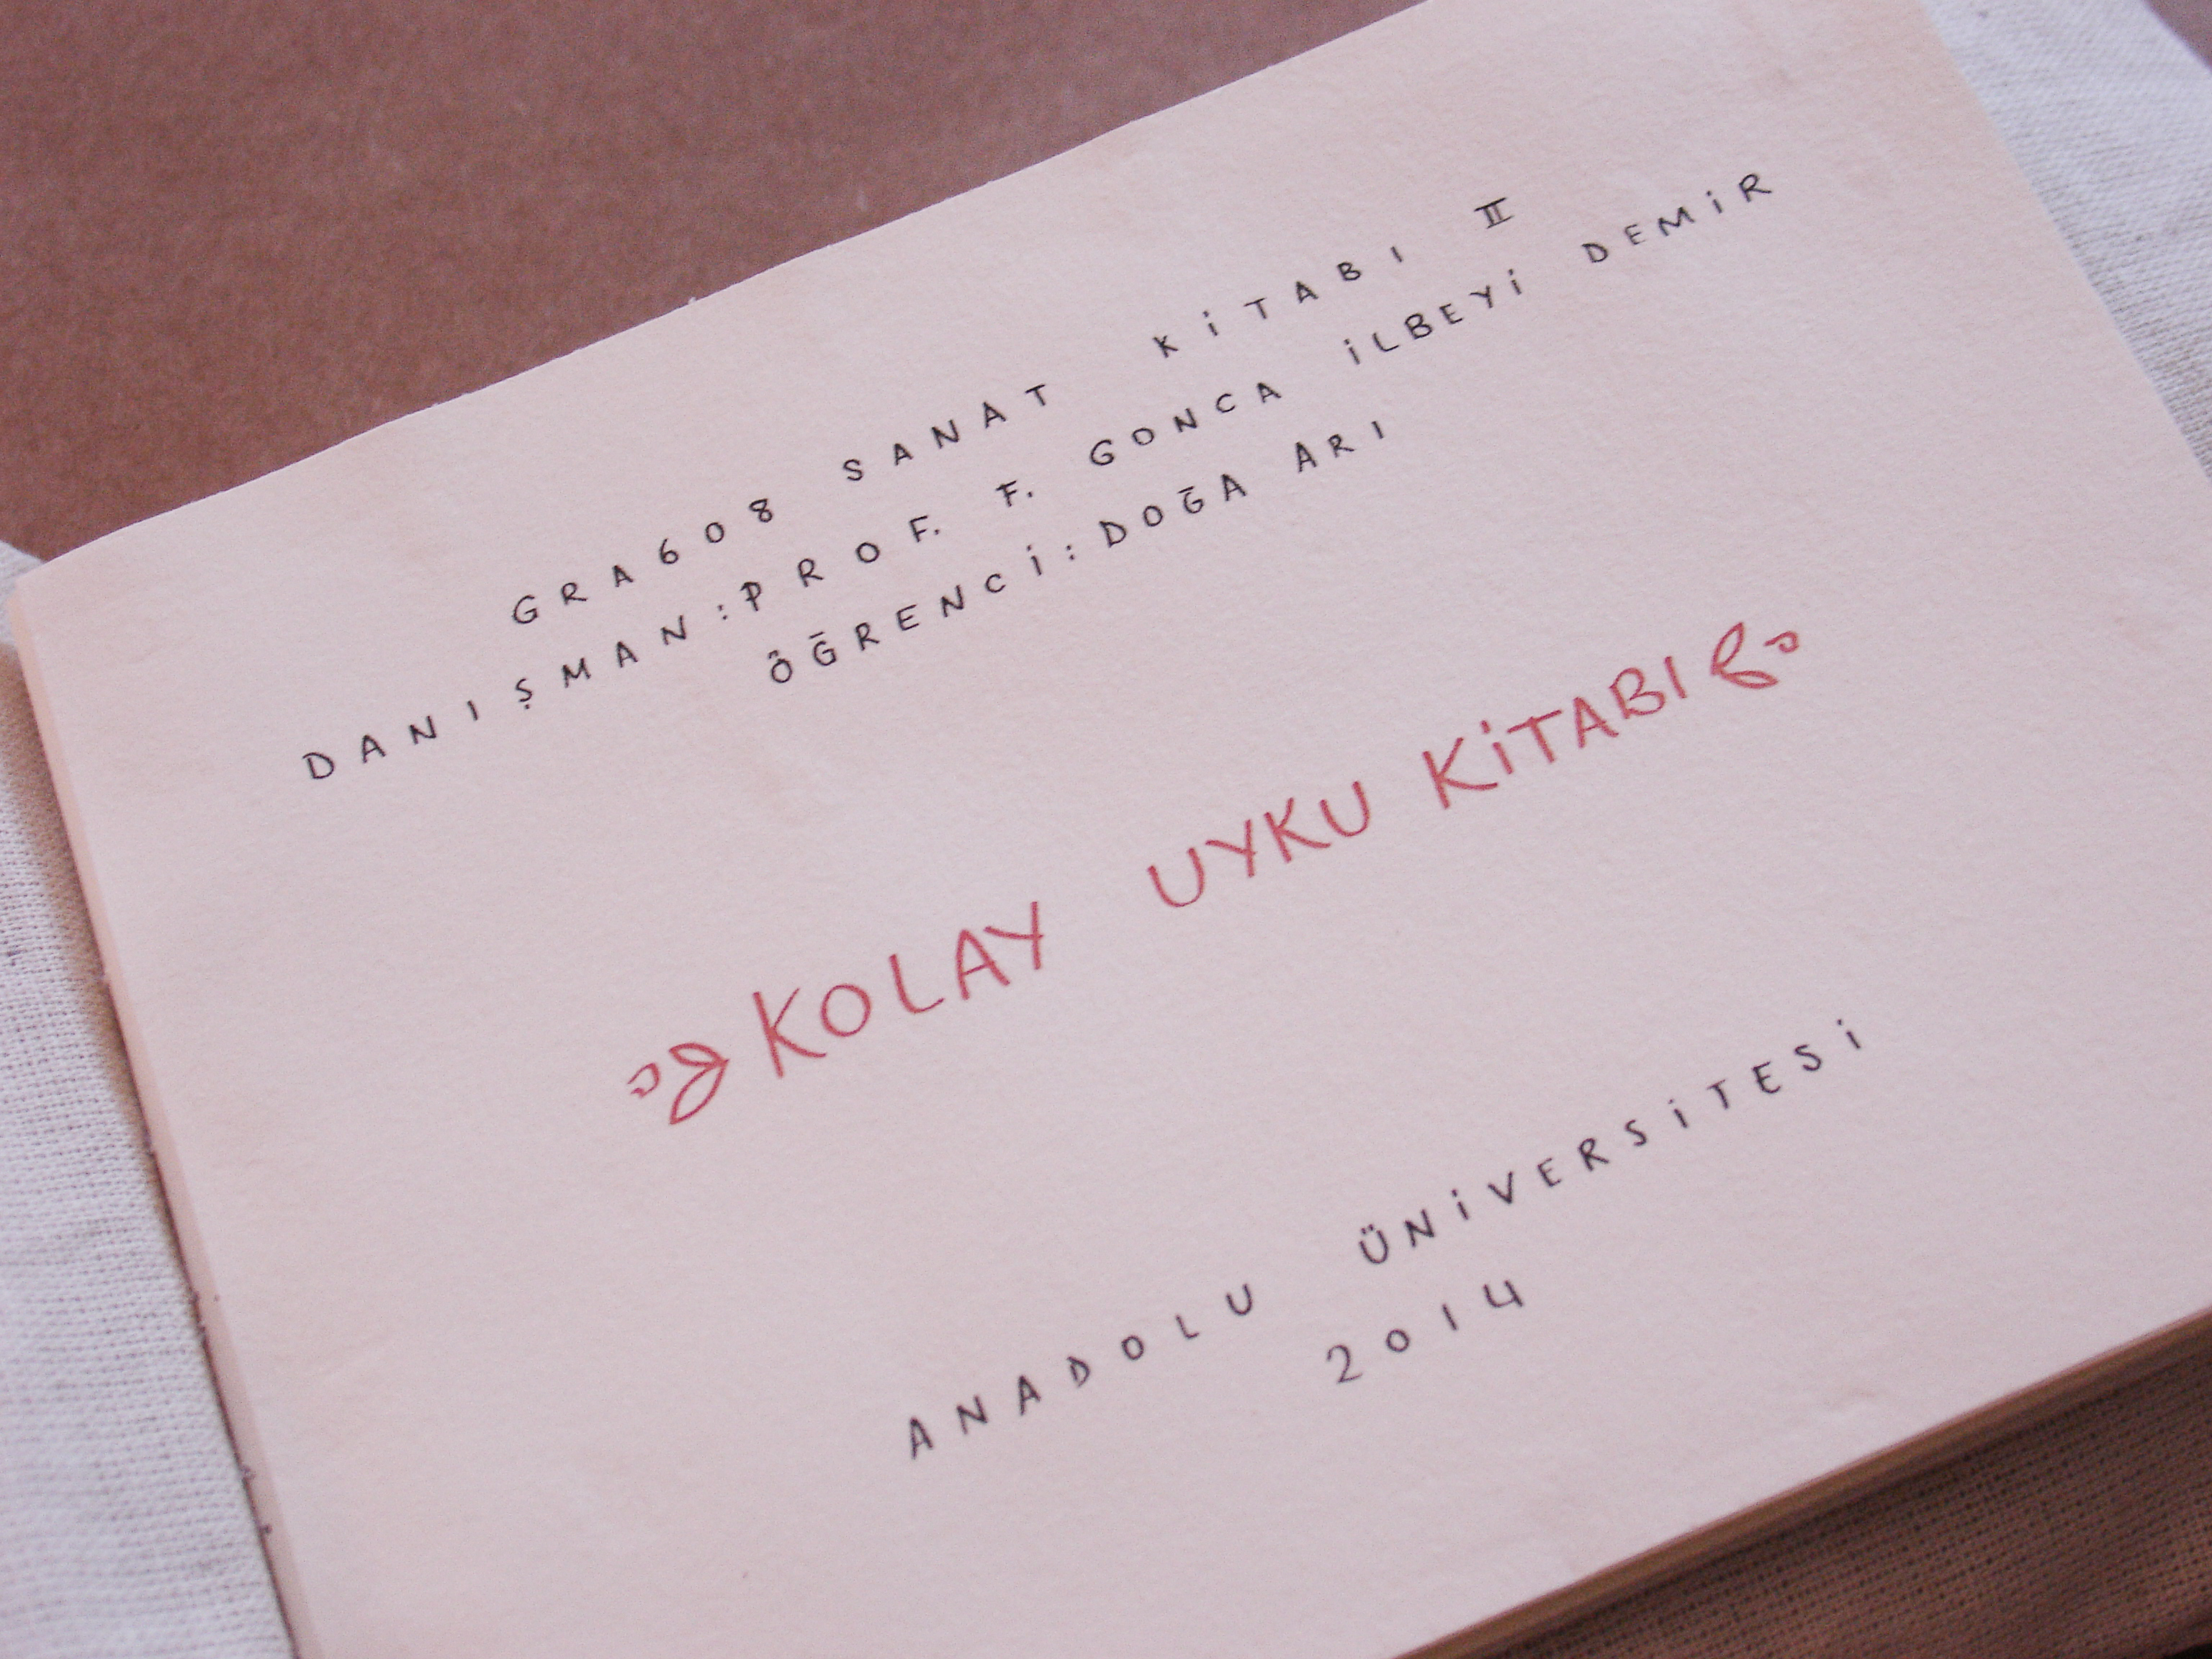 GRA608 SANAT KİTABI II
DANIŞMAN:PROF. F. GONCA İLBEYİ DEMİR
ÖĞRENCİ:DOĞA ARI
KOLAY UYKU KİTABI
ANADOLU ÜNİVERSİTESİ
2014